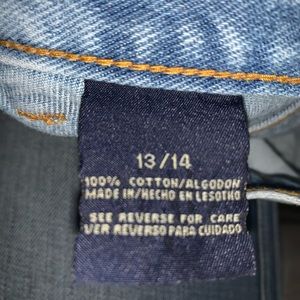 13/14
100% COTTON/ALGODON
MADE IN/HECHO EN LESOTHO
SEE REVERSE FOR CARE
VER REVERSO PARA CUIDADO